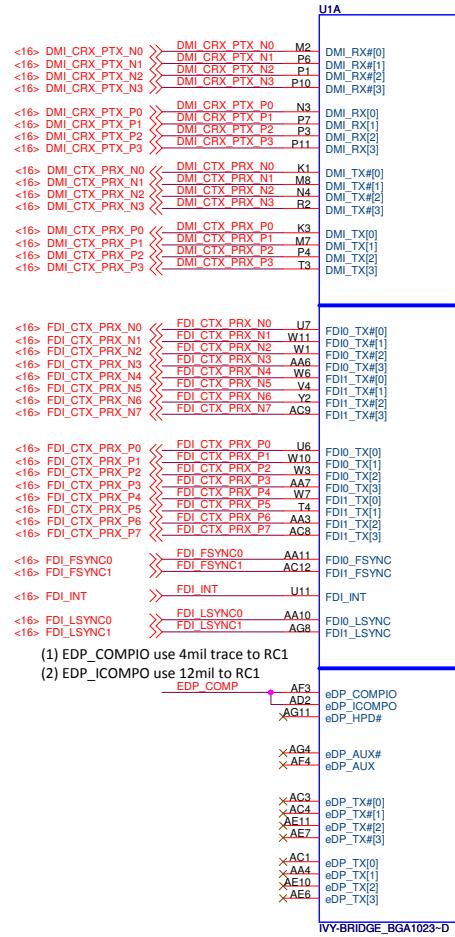 U1A
<16> DMI_CRX_PTX_N0 DMI_CRX_PTX_N0 M2 DMI_RX#[0]
<16> DMI_CRX_PTX_N1 DMI_CRX_PTX_N1 P6 DMI_RX#[1]
<16> DMI_CRX_PTX_N2 DMI_CRX_PTX_N2 P1 DMI_RX#[2]
<16> DMI_CRX_PTX_N3 DMI_CRX_PTX_N3 P10 DMI_RX#[3]
<16> DMI_CRX_PTX_P0 DMI_CRX_PTX_P0 N3 DMI_RX[0]
<16> DMI_CRX_PTX_P1 DMI_CRX_PTX_P1 P7 DMI_RX[1]
<16> DMI_CRX_PTX_P2 DMI_CRX_PTX_P2 P3 DMI_RX[2]
<16> DMI_CRX_PTX_P3 DMI_CRX_PTX_P3 P11 DMI_RX[3]
<16> DMI_CTX_PRX_N0 DMI_CTX_PRX_N0 K1 DMI_TX#[0]
<16> DMI_CTX_PRX_N1 DMI_CTX_PRX_N1 M8 DMI_TX#[1]
<16> DMI_CTX_PRX_N2 DMI_CTX_PRX_N2 N4 DMI_TX#[2]
<16> DMI_CTX_PRX_N3 DMI_CTX_PRX_N3 R2 DMI_TX#[3]
<16> DMI_CTX_PRX_P0 DMI_CTX_PRX_P0 K3 DMI_TX[0]
<16> DMI_CTX_PRX_P1 DMI_CTX_PRX_P1 M7 DMI_TX[1]
<16> DMI_CTX_PRX_P2 DMI_CTX_PRX_P2 P4 DMI_TX[2]
<16> DMI_CTX_PRX_P3 DMI_CTX_PRX_P3 T3 DMI_TX[3]
<16> FDI_CTX_PRX_N0 FDI_CTX_PRX_N0 U7 FDI0_TX#[0]
<16> FDI_CTX_PRX_N1 FDI_CTX_PRX_N1 W11 FDI0_TX#[1]
<16> FDI_CTX_PRX_N2 FDI_CTX_PRX_N2 W1 FDI0_TX#[2]
<16> FDI_CTX_PRX_N3 FDI_CTX_PRX_N3 AA6 FDI0_TX#[3]
<16> FDI_CTX_PRX_N4 FDI_CTX_PRX_N4 W6 FDI1_TX#[0]
<16> FDI_CTX_PRX_N5 FDI_CTX_PRX_N5 V4 FDI1_TX#[1]
<16> FDI_CTX_PRX_N6 FDI_CTX_PRX_N6 Y2 FDI1_TX#[2]
<16> FDI_CTX_PRX_N7 FDI_CTX_PRX_N7 AC9 FDI1_TX#[3]
<16> FDI_CTX_PRX_P0 FDI_CTX_PRX_P0 U6 FDI0_TX[0]
<16> FDI_CTX_PRX_P1 FDI_CTX_PRX_P1 W10 FDI0_TX[1]
<16> FDI_CTX_PRX_P2 FDI_CTX_PRX_P2 W3 FDI0_TX[2]
<16> FDI_CTX_PRX_P3 FDI_CTX_PRX_P3 AA7 FDI0_TX[3]
<16> FDI_CTX_PRX_P4 FDI_CTX_PRX_P4 W7 FDI1_TX[0]
<16> FDI_CTX_PRX_P5 FDI_CTX_PRX_P5 T4 FDI1_TX[1]
<16> FDI_CTX_PRX_P6 FDI_CTX_PRX_P6 AA3 FDI1_TX[2]
<16> FDI_CTX_PRX_P7 FDI_CTX_PRX_P7 AC8 FDI1_TX[3]
<16> FDI_FSYNC0 FDI_FSYNC0 AA11 FDI0_FSYNC
<16> FDI_FSYNC1 FDI_FSYNC1 AC12 FDI1_FSYNC
<16> FDI_INT FDI_INT U11 FDI_INT
<16> FDI_LSYNC0 FDI_LSYNC0 AA10 FDI0_LSYNC
<16> FDI_LSYNC1 FDI_LSYNC1 AG8 FDI1_LSYNC
(1) EDP_COMPIO use 4mil trace to RC1
(2) EDP_ICOMPO use 12mil to RC1
EDP_COMP AF3 eDP_COMPIO
AD2 eDP_ICOMPO
AG11 eDP_HPD#
AG4 eDP_AUX#
AF4 eDP_AUX
AC3 eDP_TX#[0]
AC4 eDP_TX#[1]
AE11 eDP_TX#[2]
AE7 eDP_TX#[3]
AC1 eDP_TX[0]
AA4 eDP_TX[1]
AE10 eDP_TX[2]
AE6 eDP_TX[3]
IVY-BRIDGE_BGA1023~D